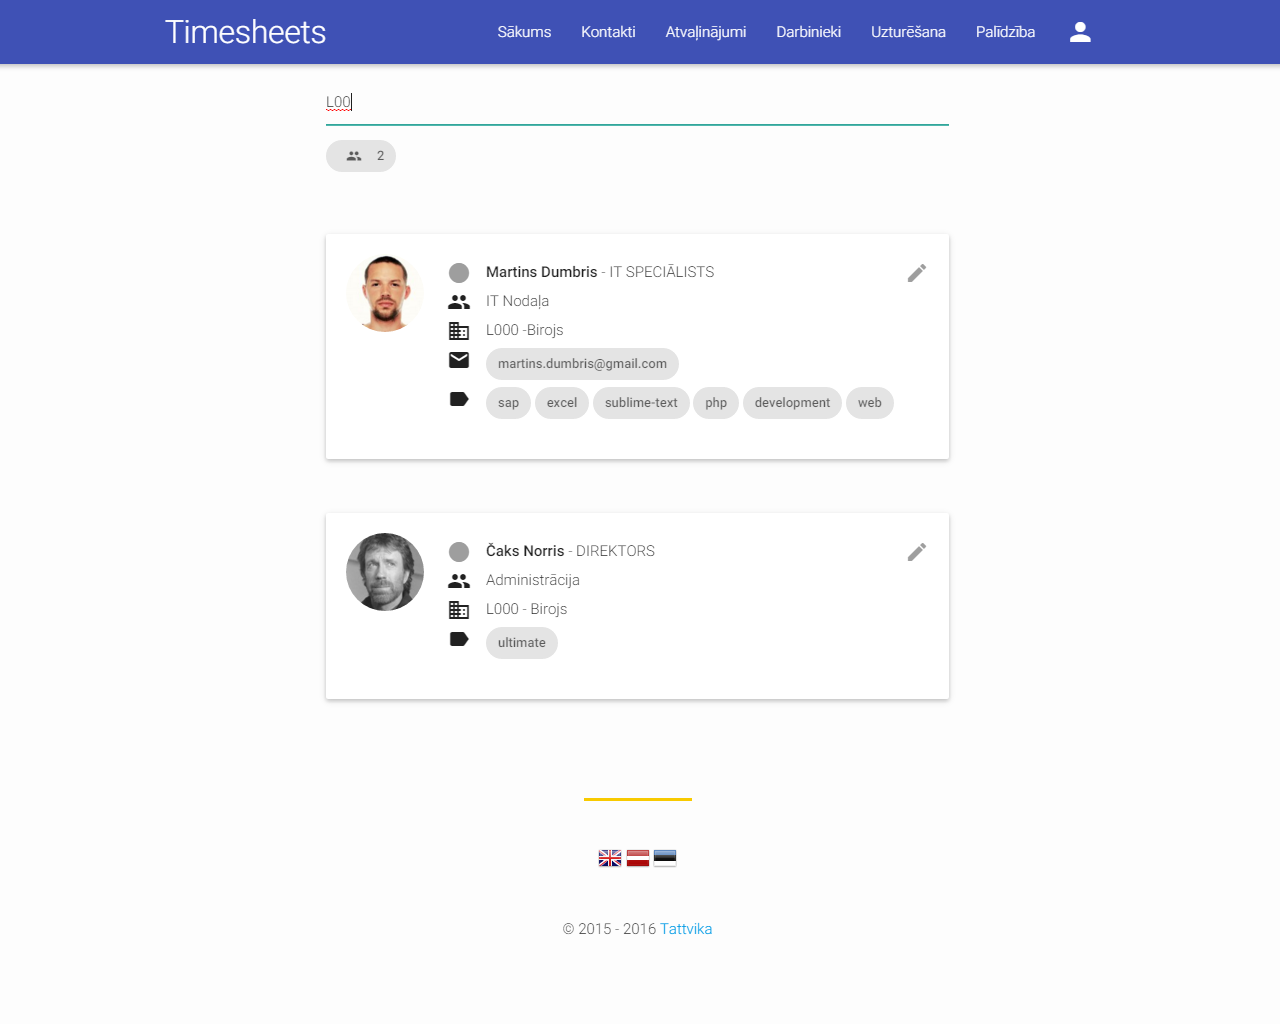 Timesheets Sākums Kontakti Atvaļinājumi Darbinieki Uzturēšana Palīdzība
L00
2
Martins Dumbris - IT SPECIĀLISTS
IT Nodaļa
L000 -Birojs
martins.dumbris@gmail.com
sap excel sublime-text php development web
Čaks Norris - DIREKTORS
Administrācija
L000 - Birojs
ultimate
© 2015 - 2016 Tattvika